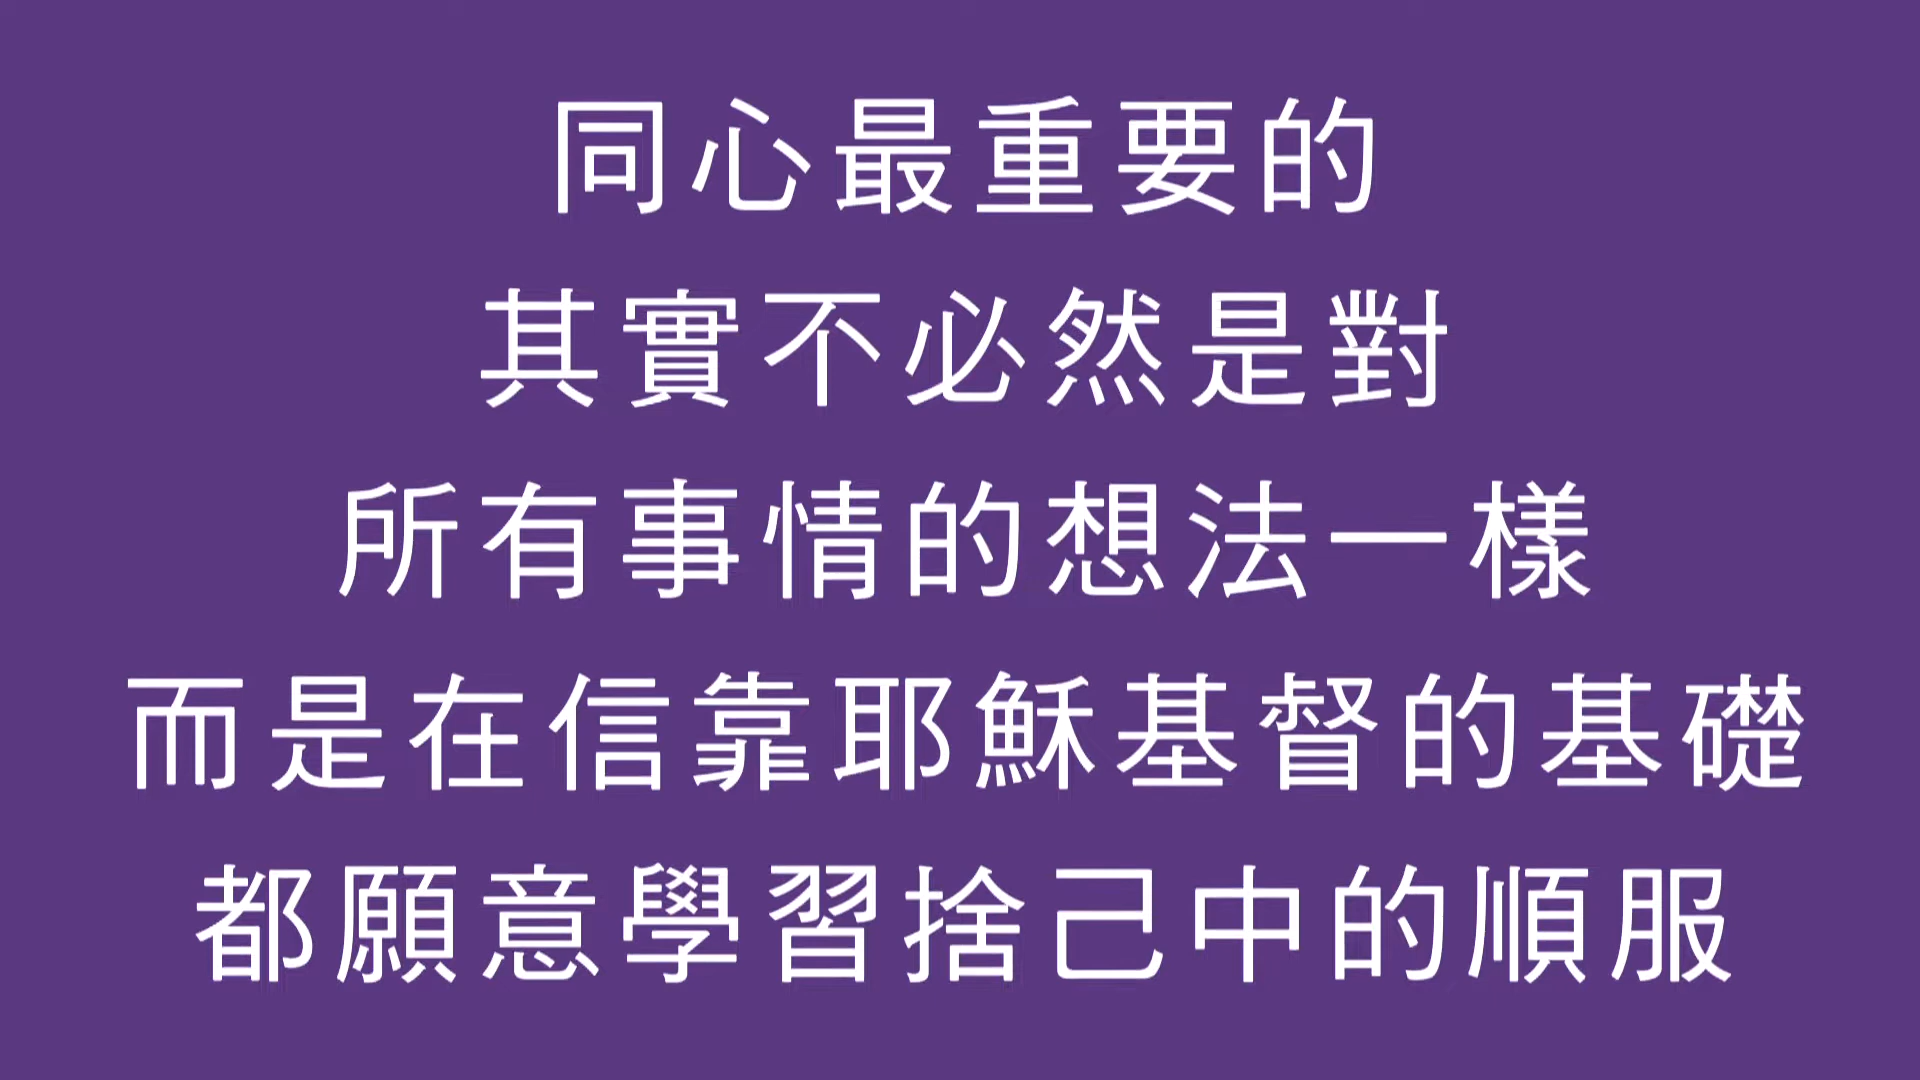 同心最重要的
其實不必然是對
所有事情的想法一樣
而是在信靠耶穌基督的基礎
都願意學習捨己中的順服